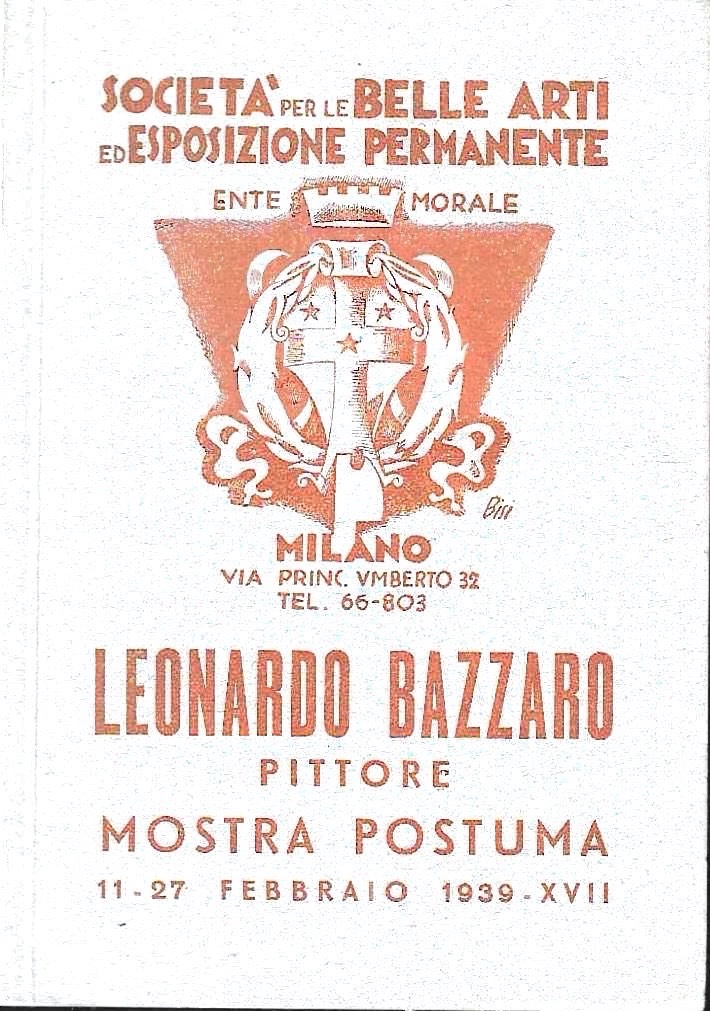 SOCIETA' PER LE BELLE ARTI
ED ESPOSIZIONE PERMANENTE
ENTE MORALE
Bisi
MILANO
VIA PRINC. VMBERTO 32
TEL. 66-803
LEONARDO BAZZARO
PITTORE
MOSTRA POSTUMA
11-27 FEBBRAIO 1939-XVII